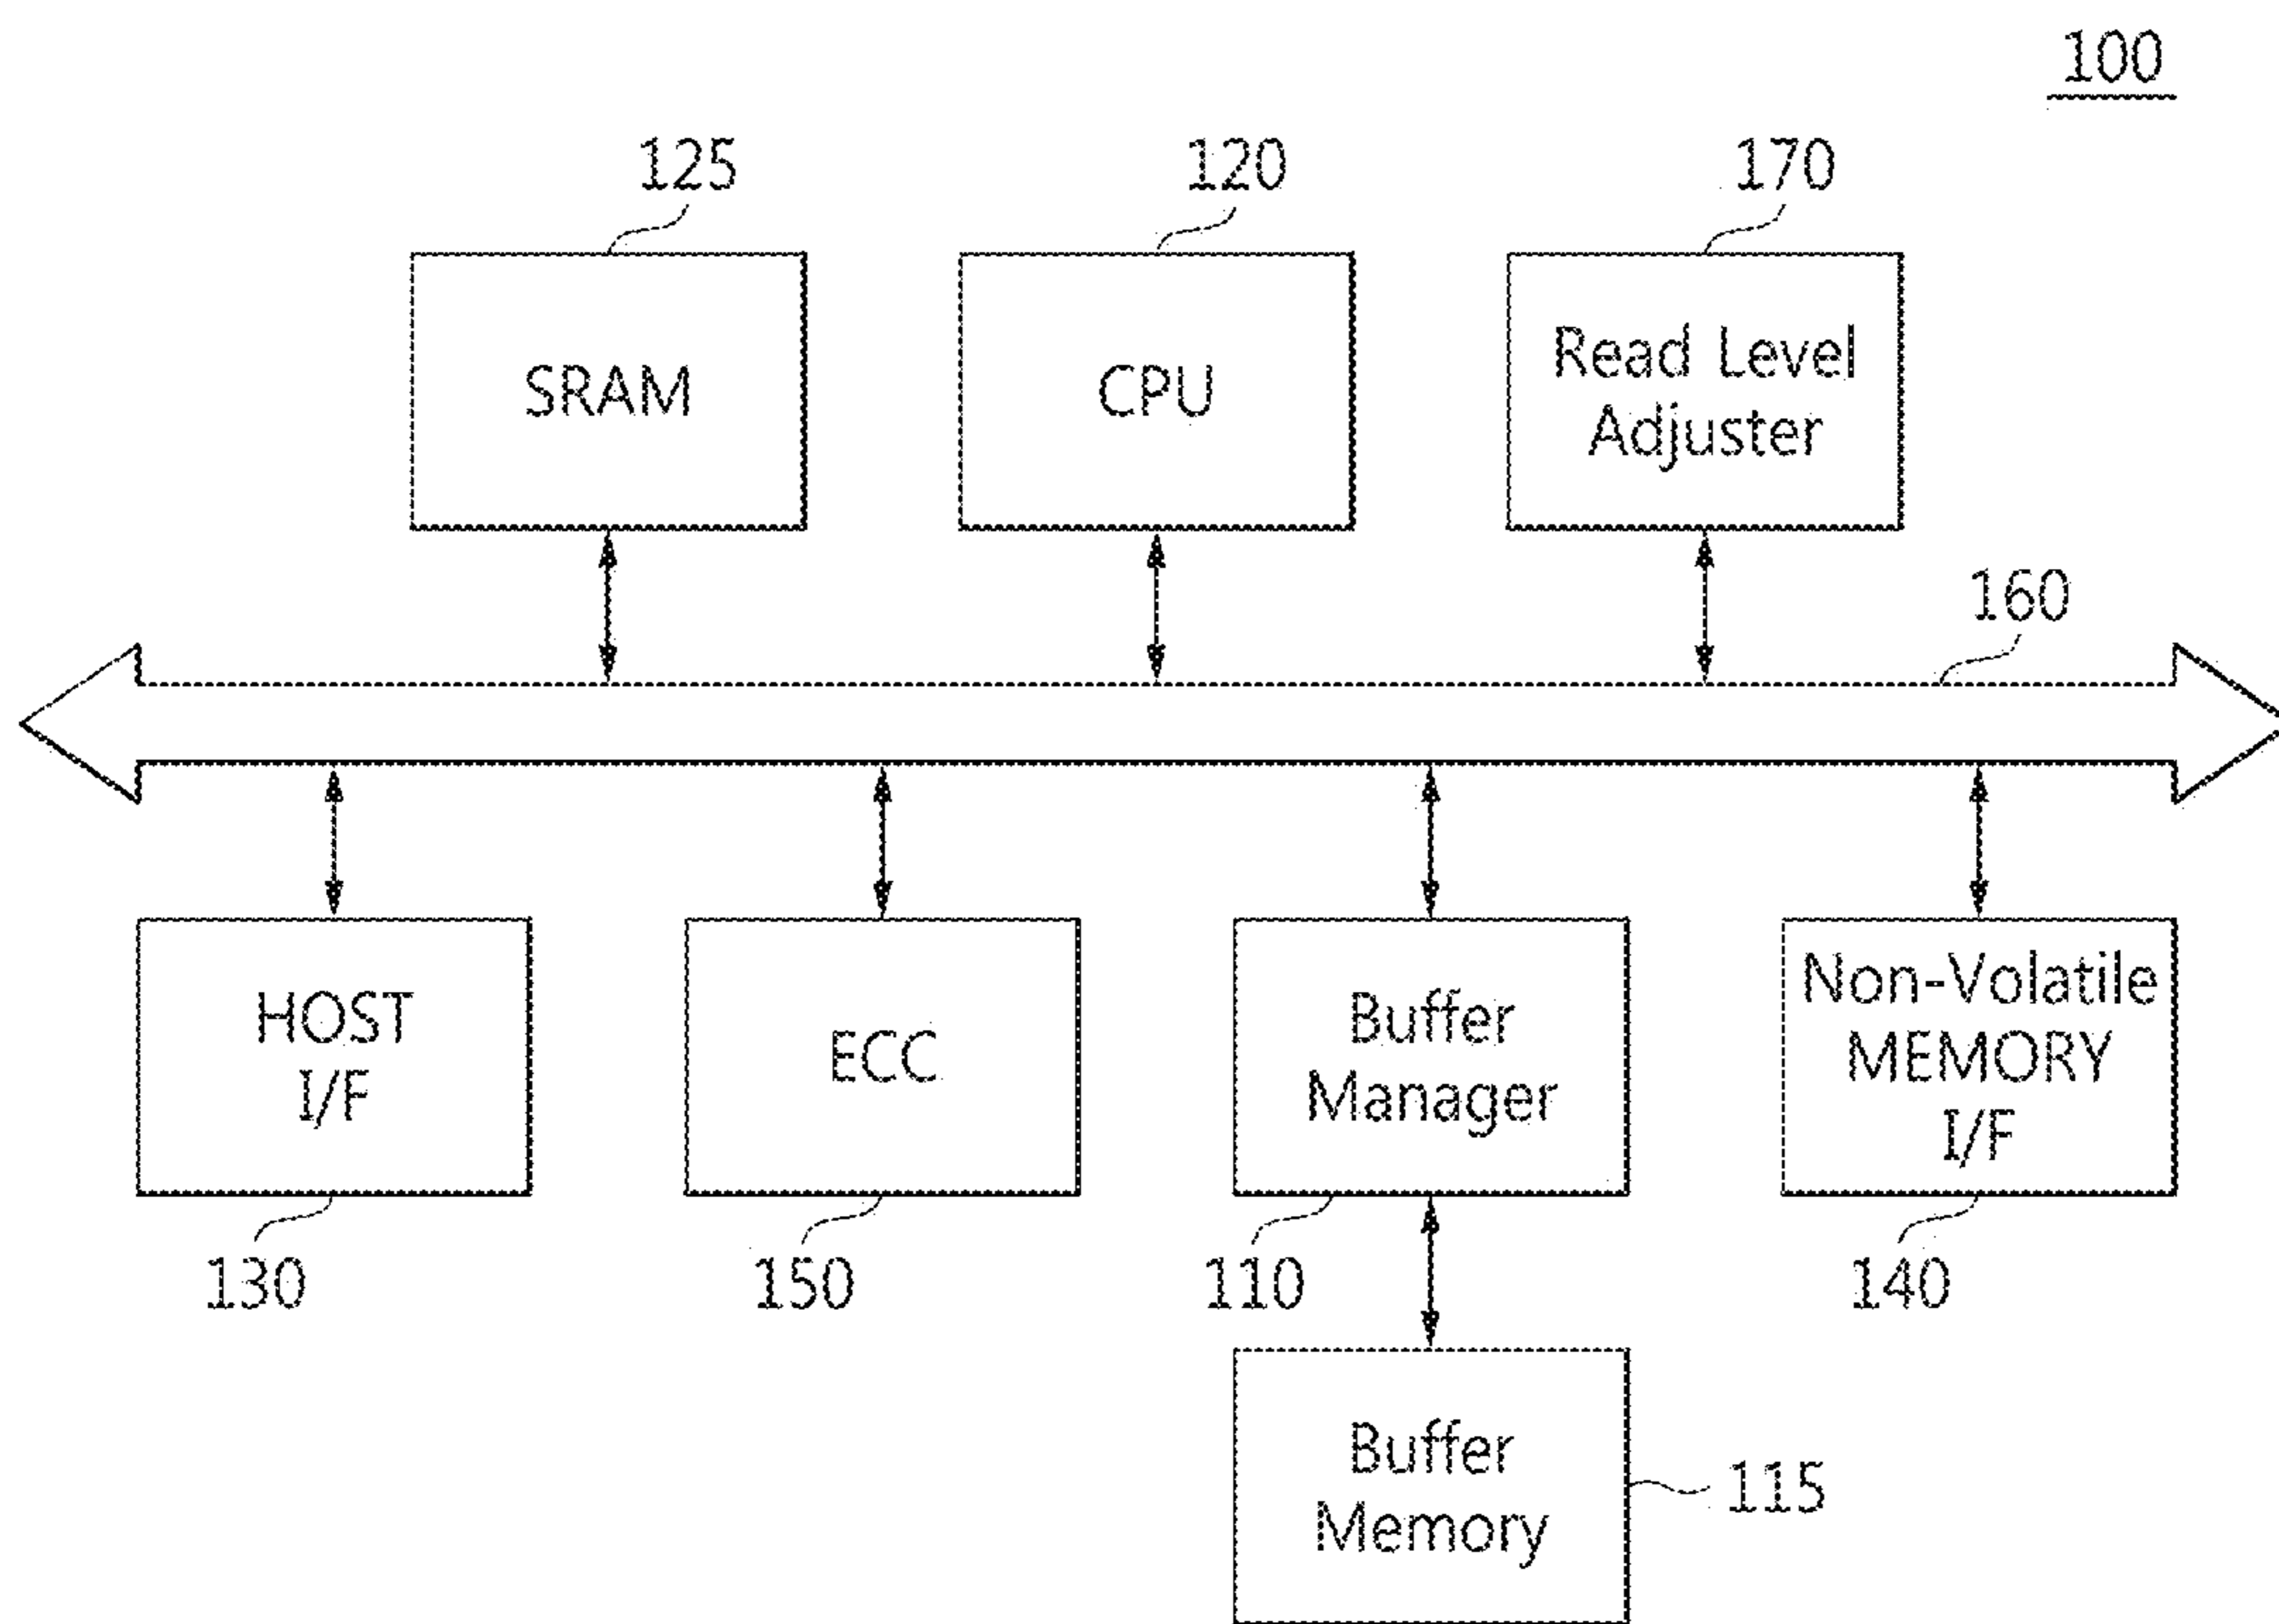 100
125
120
170
SRAM
CPU
Read Level
Adjuster
160
HOST
I/F
ECC
Buffer
Manager
Non-Volatile
MEMORY
I/F
130
150
110
140
Buffer
Memory
115